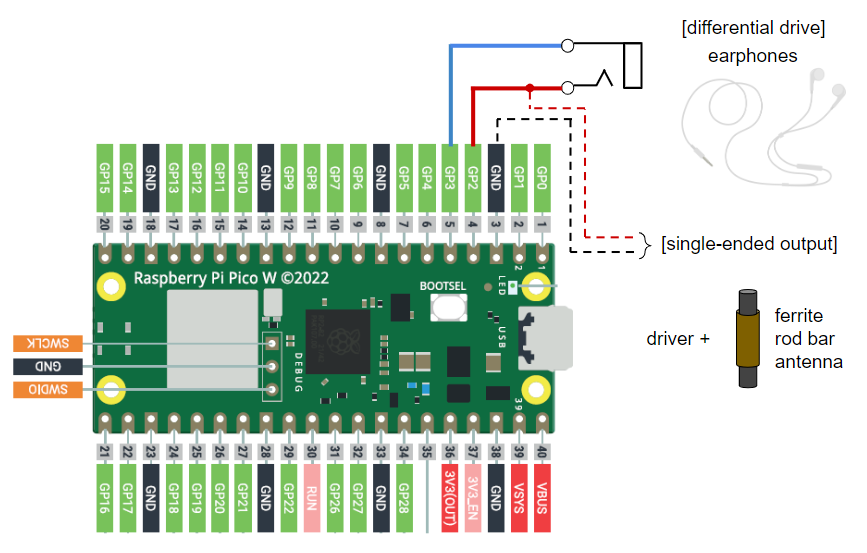 [differential drive]
earphones
GP15
GP14
GND
GP13
GP12
GP11
GP10
GND
GP9
GP8
GP7
GP6
GND
GP5
GP4
GP3
GP2
GND
GP1
GP0
20
19
18
17
16
15
14
13
12
11
10
9
8
7
6
5
4
3
2
1
[single-ended output]
2
1
Raspberry Pi Pico W ©2022
BOOTSEL
LED
USB
DEBUG
SWCLK
GND
SWDIO
driver +
ferrite
rod bar
antenna
39
21
22
23
24
25
26
27
28
29
30
31
32
33
34
35
36
37
38
39
40
GP16
GP17
GND
GP18
GP19
GP20
GP21
GND
GP22
RUN
GP26
GP27
GND
GP28
3V3(OUT)
3V3_EN
GND
VSYS
VBUS